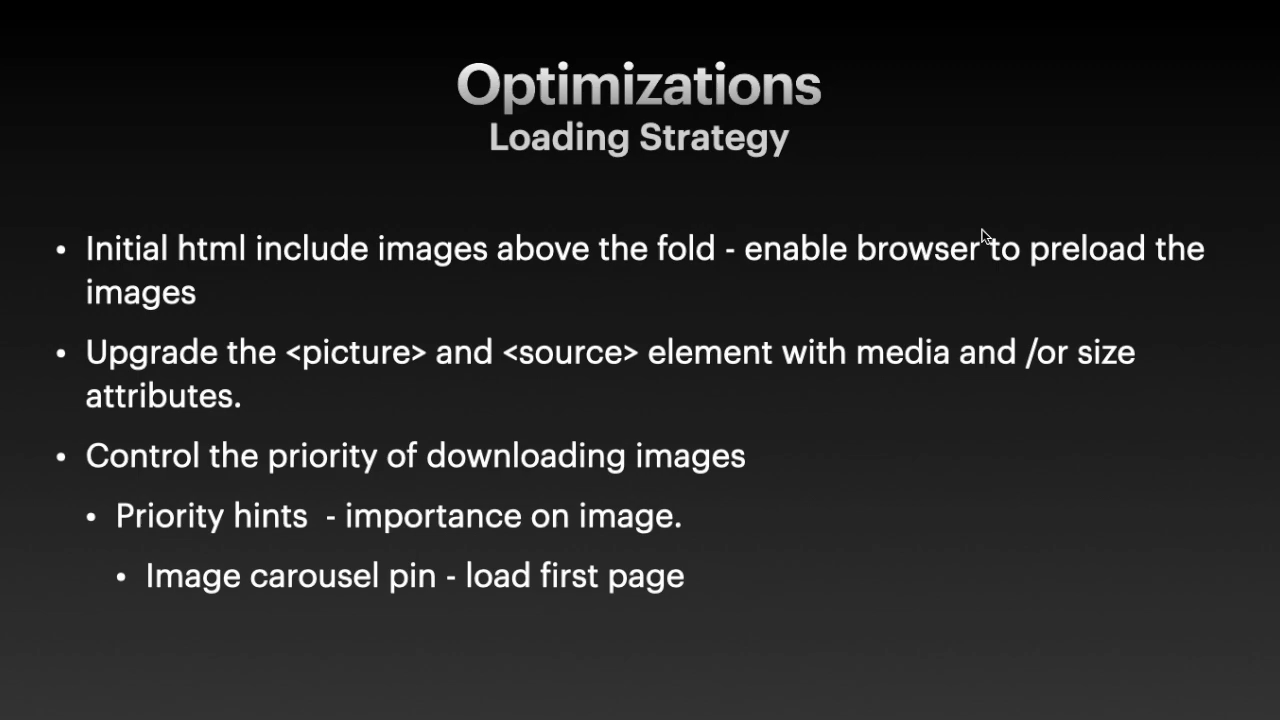 Optimizations
Loading Strategy
• Initial html include images above the fold - enable browser to preload the
images
• Upgrade the <picture> and <source> element with media and /or size
attributes.
• Control the priority of downloading images
• Priority hints  - importance on image.
• Image carousel pin - load first page